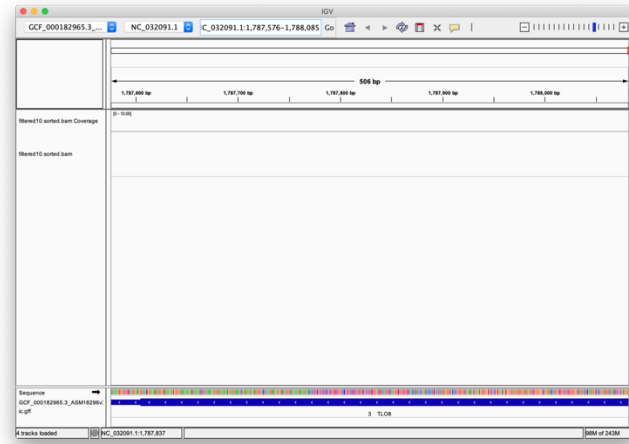 IGV
GCF_000182965.3_... NC_032091.1 C_032091.1:1,787,576-1,788,085 Go
506 bp
1,787,600 bp 1,787,700 bp 1,787,800 bp 1,787,900 bp 1,788,000 bp
filtered10.sorted.bam Coverage
[0 - 10.00]
filtered10.sorted.bam
Sequence
GCF_000182965.3_ASM18296v
ic.gff
3 TLO8
4 tracks loaded NC_032091.1:1,787,837 98M of 243M